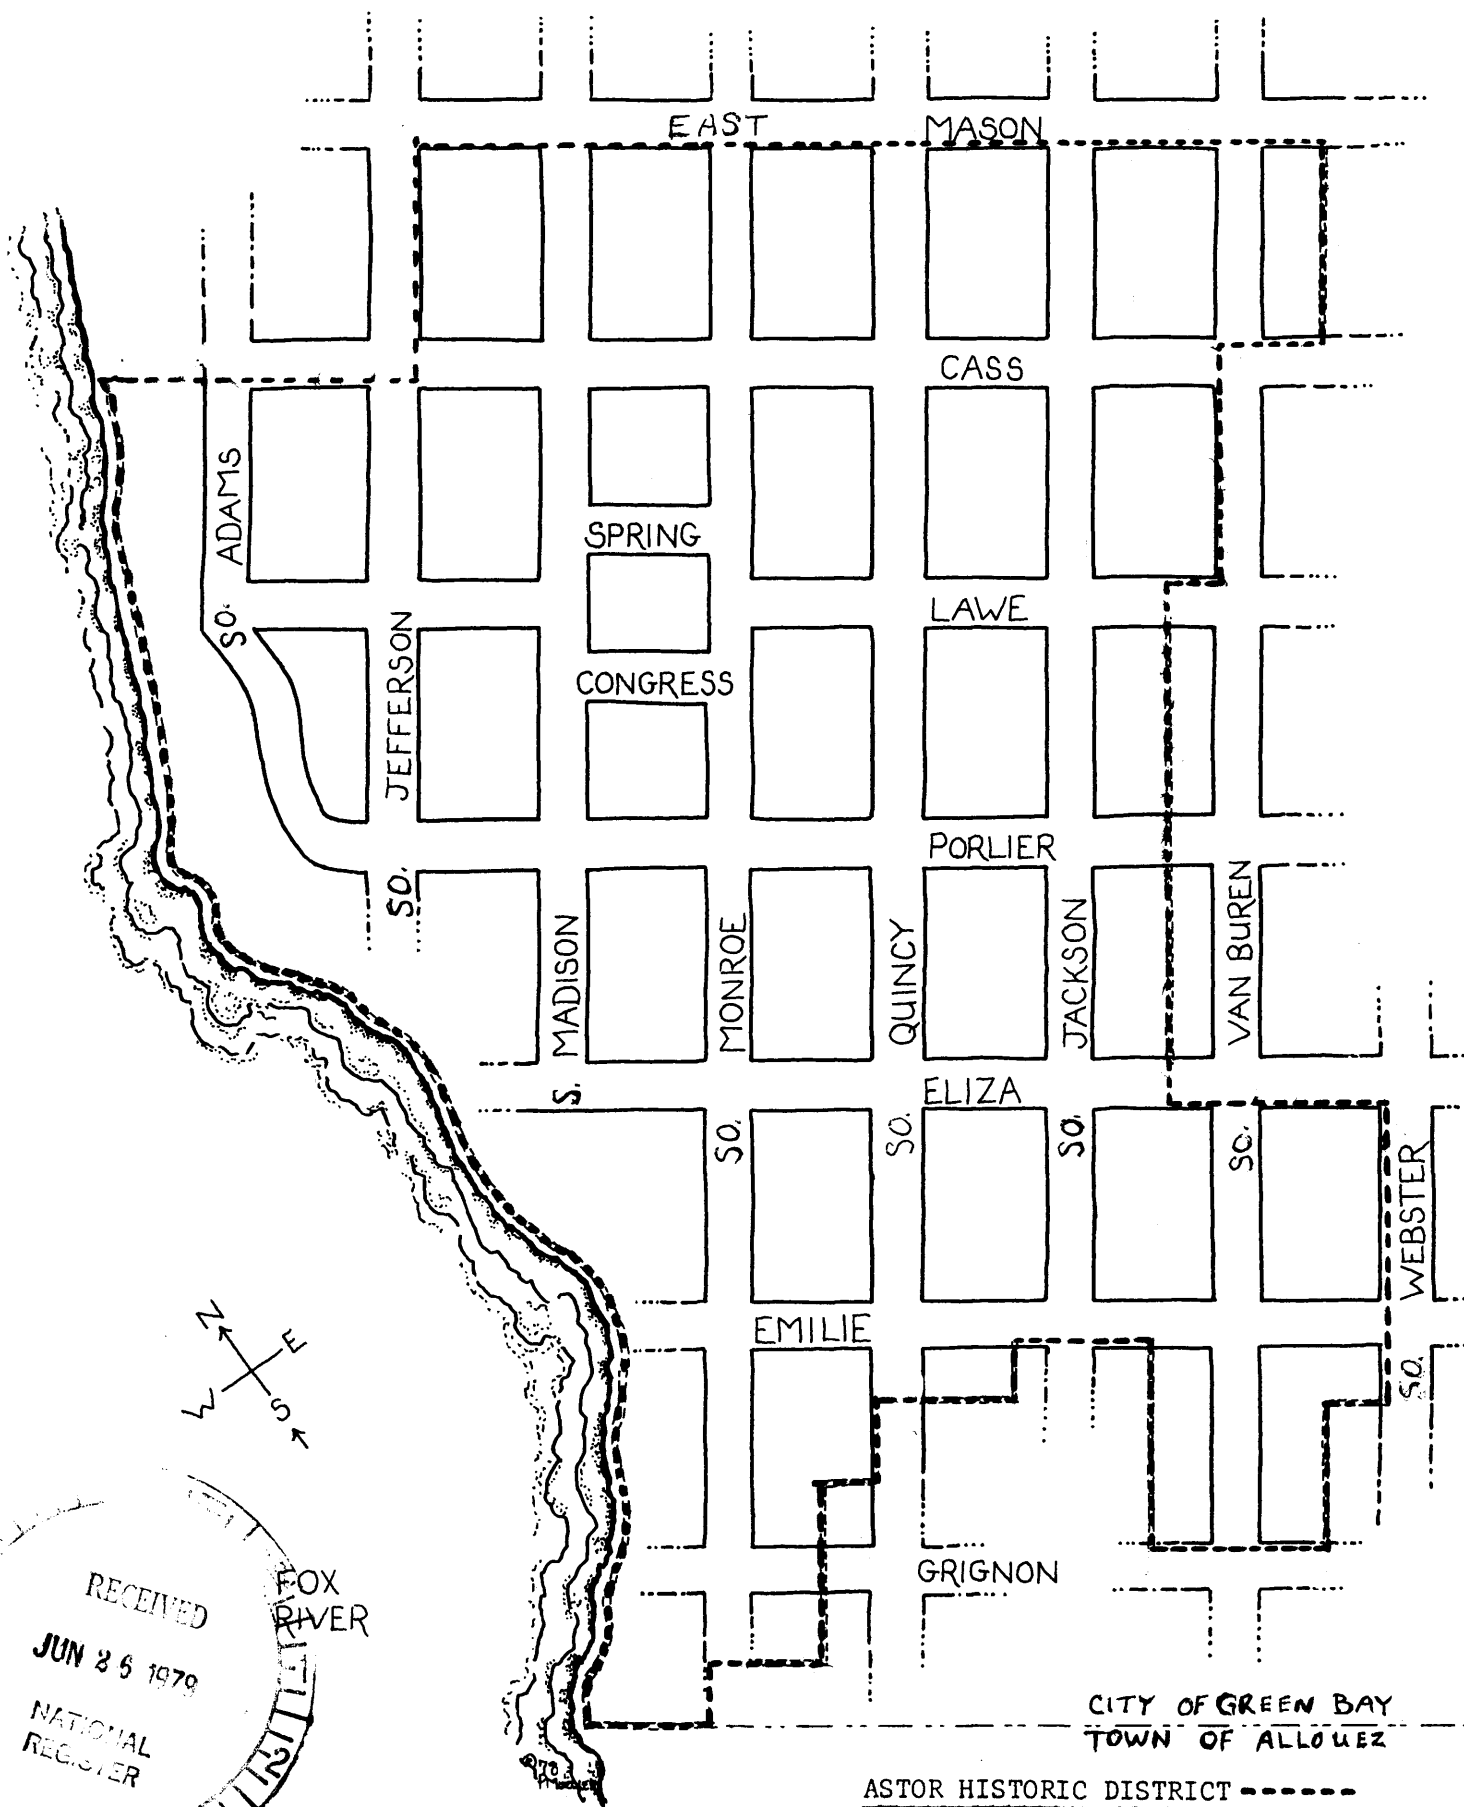 EAST MASON
CASS
SO. ADAMS
SPRING
LAWE
SO. JEFFERSON
CONGRESS
PORLIER
S. MADISON
SO. MONROE
SO. QUINCY
SO. JACKSON
SO. VAN BUREN
ELIZA
SO. WEBSTER
EMILIE
N
E
W
S
GRIGNON
FOX
RIVER
RECEIVED
JUN 26 1979
NATIONAL
REGISTER
CITY OF GREEN BAY
TOWN OF ALLOUEZ
©78
ASTOR HISTORIC DISTRICT